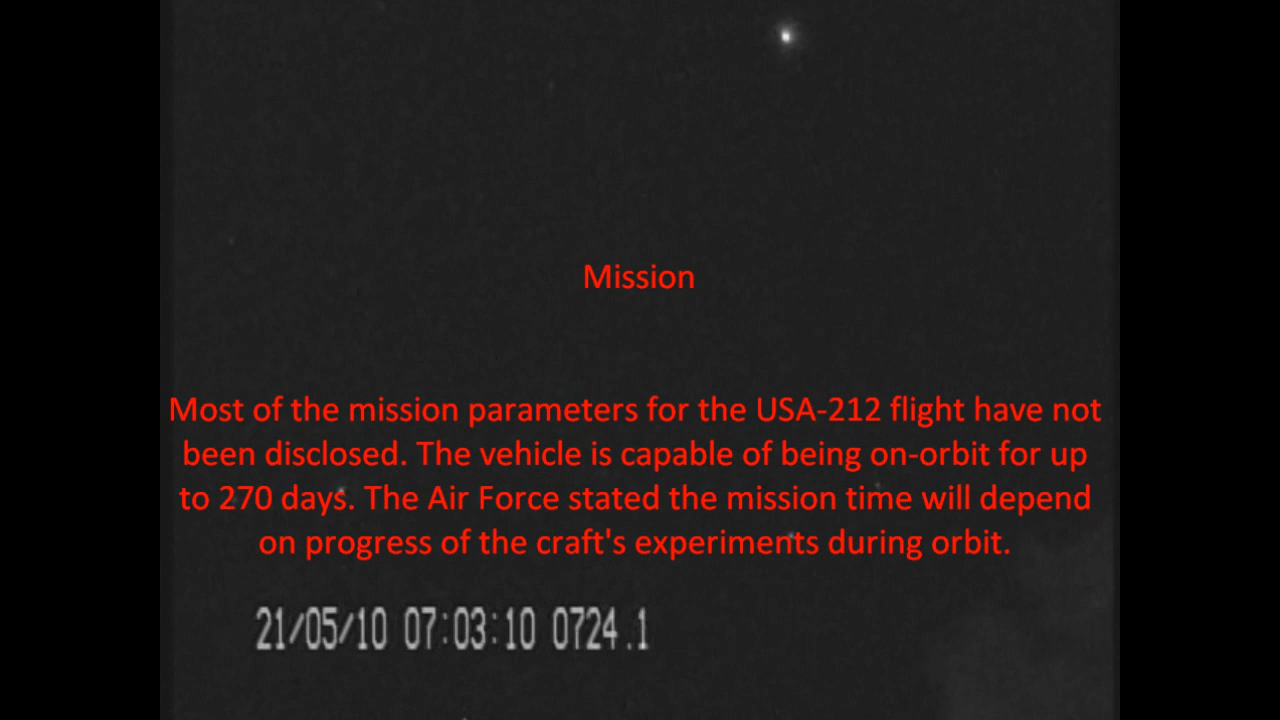 Mission
Most of the mission parameters for the USA-212 flight have not
been disclosed. The vehicle is capable of being on-orbit for up
to 270 days. The Air Force stated the mission time will depend
on progress of the craft's experiments during orbit.
21/05/10 07:03:10 0724.1